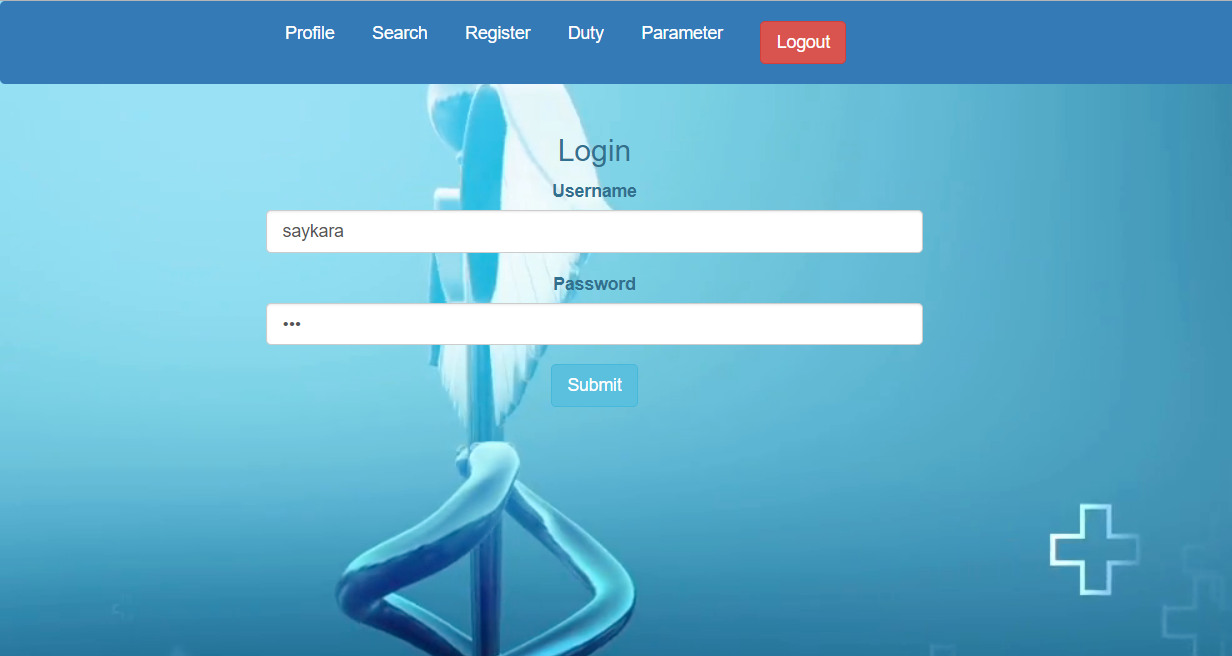 Profile Search Register Duty Parameter Logout
Login
Username
saykara
Password
•••
Submit